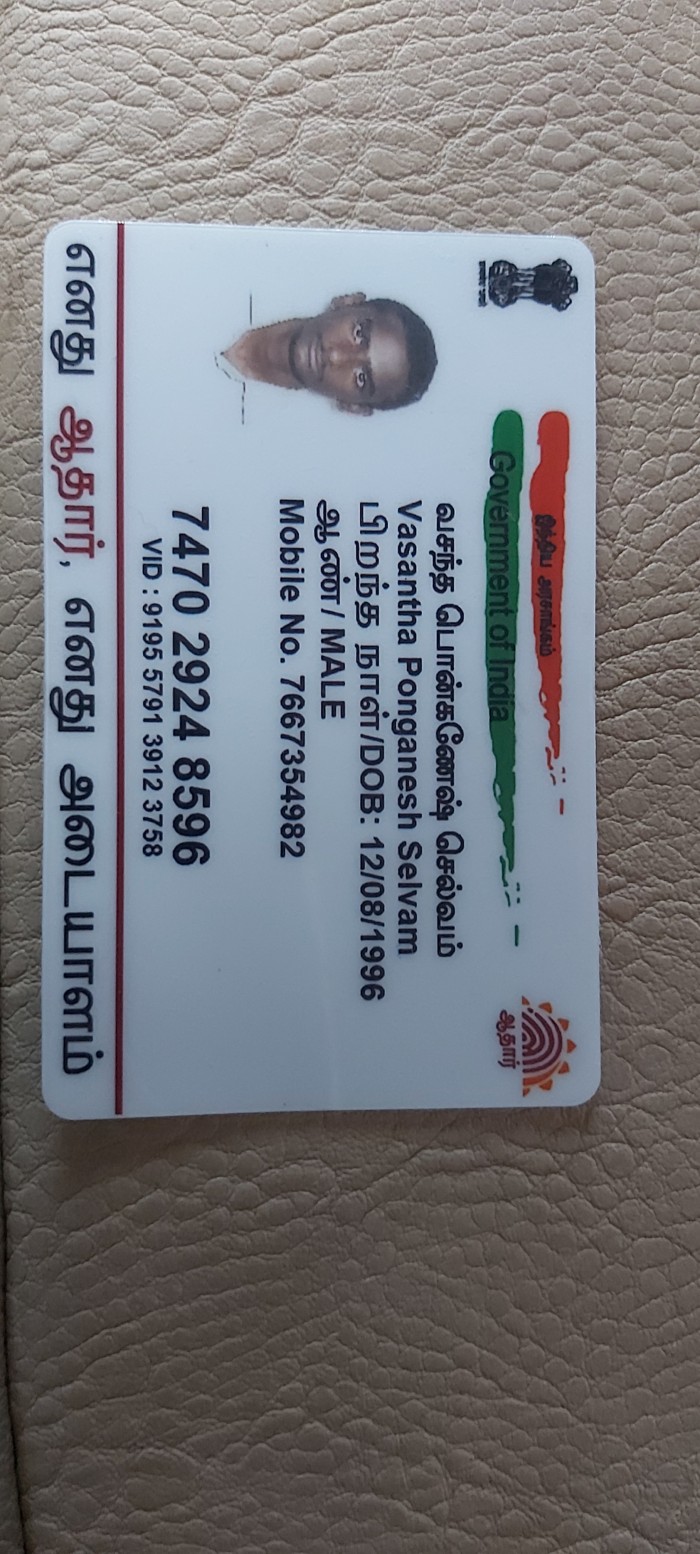 இந்திய அரசாங்கம்
Government of India
வசந்த பொன்கணேஷ் செல்வம்
Vasantha Ponganesh Selvam
பிறந்த நாள்/DOB: 12/08/1996
ஆண்/ MALE
Mobile No. 7667354982
7470 2924 8596
VID : 9195 5791 3912 3758
ஆதார்
எனது ஆதார், எனது அடையாளம்